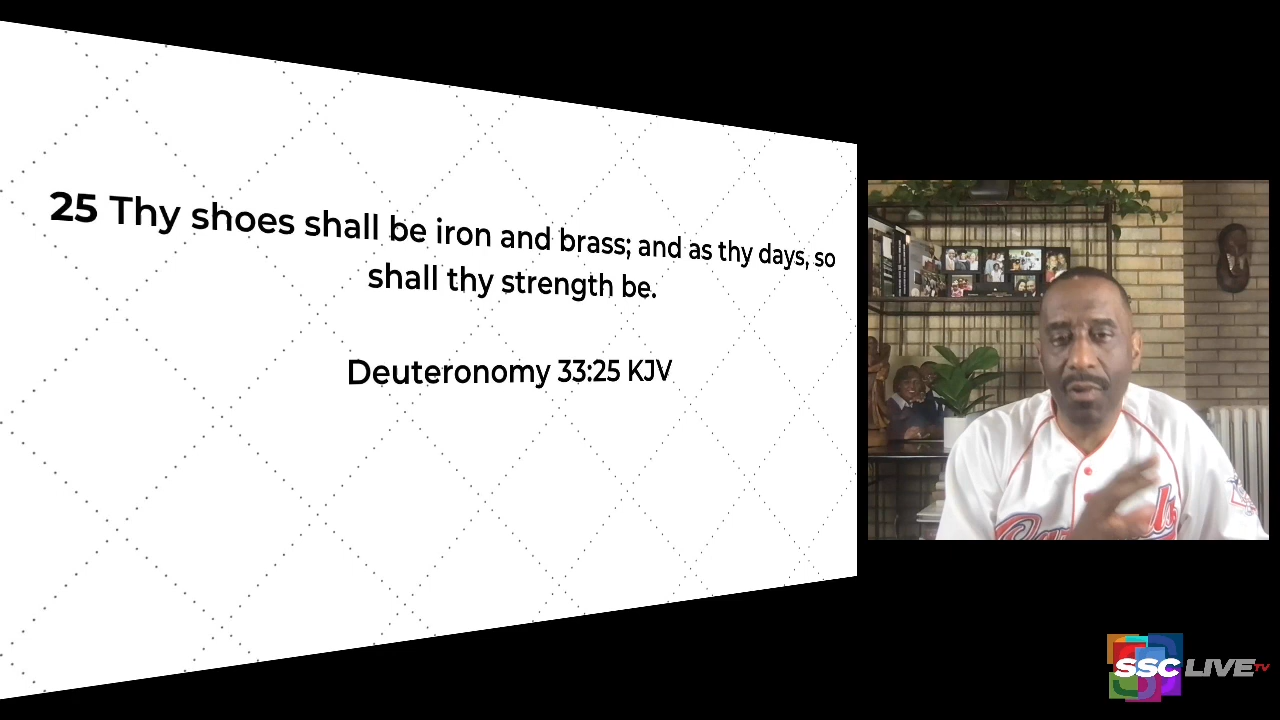 25 Thy shoes shall be iron and brass; and as thy days, so
shall thy strength be.
Deuteronomy 33:25 KJV
SSC LIVE TV